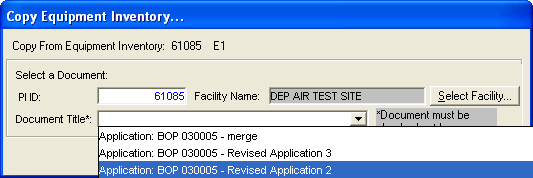 Copy Equipment Inventory...
Copy From Equipment Inventory: 61085 E1
Select a Document:
PI ID: 61085 Facility Name: DEP AIR TEST SITE Select Facility...
Document Title*: *Document must be
Application: BOP 030005 - merge
Application: BOP 030005 - Revised Application 3
Application: BOP 030005 - Revised Application 2